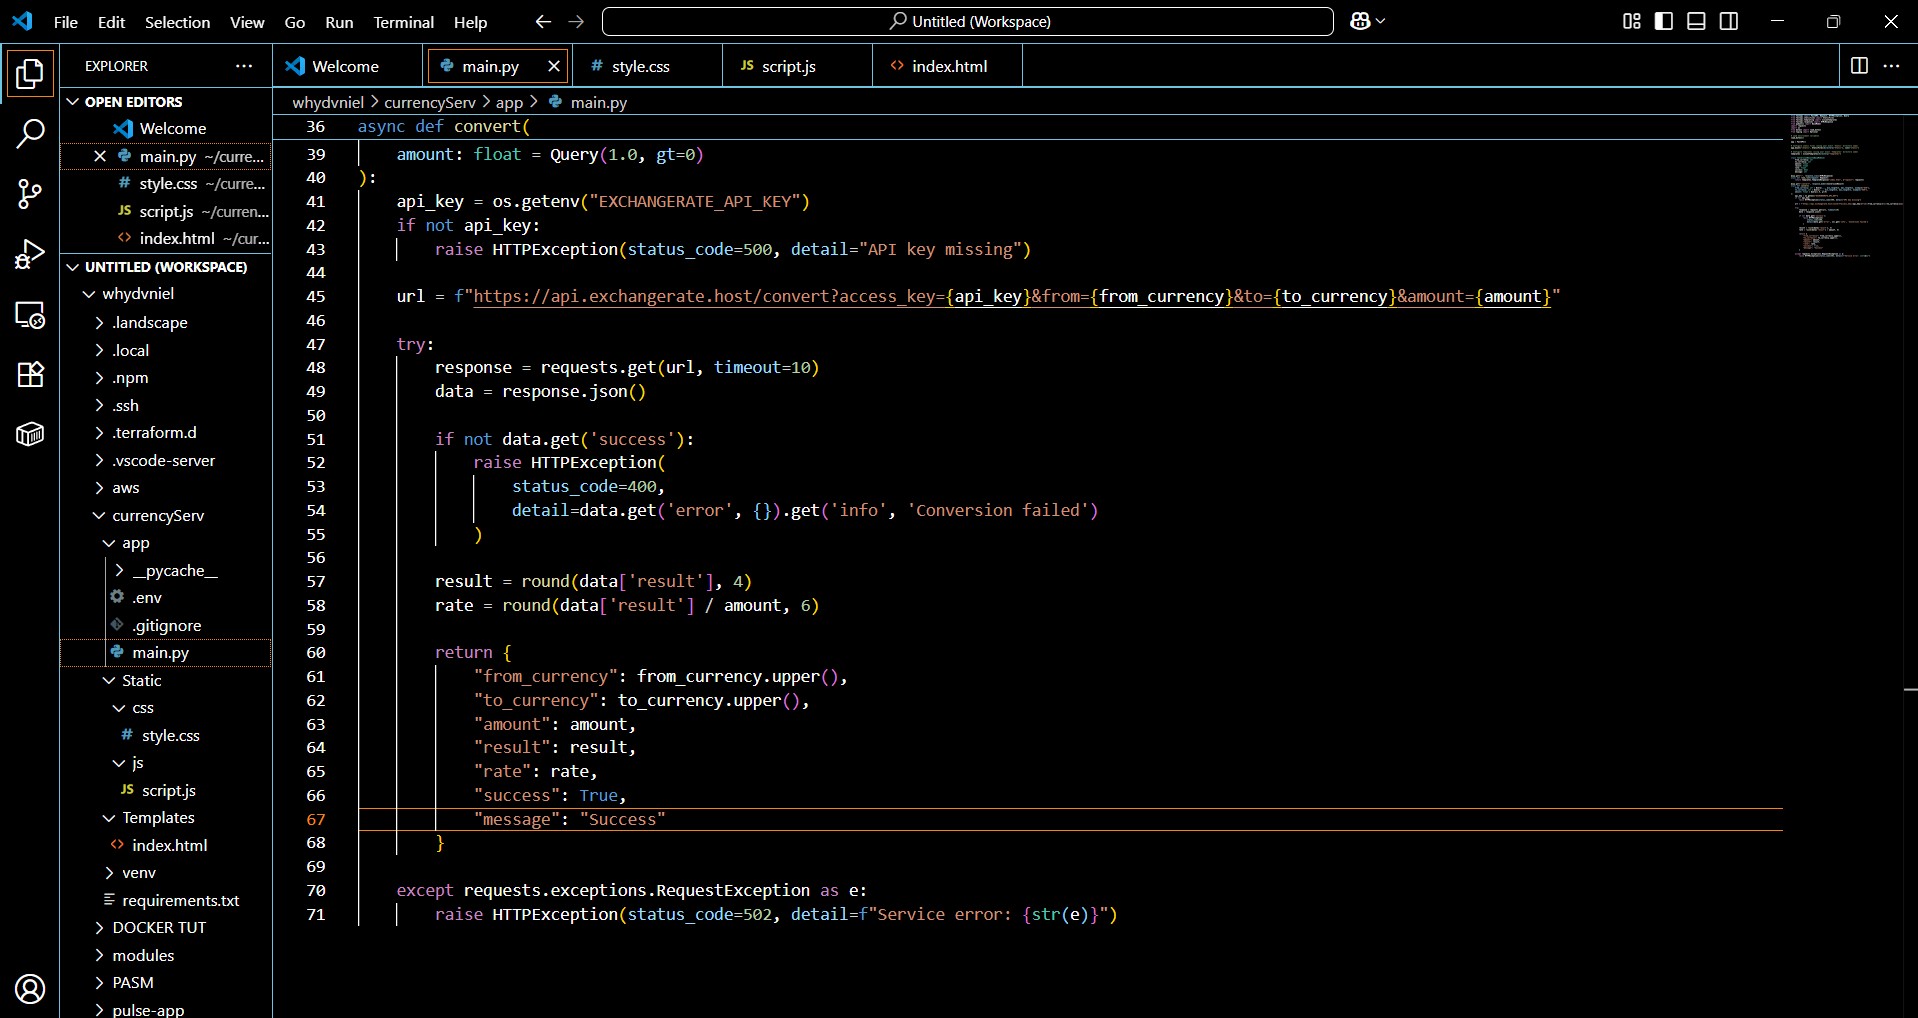 File Edit Selection View Go Run Terminal Help
Untitled (Workspace)
EXPLORER
OPEN EDITORS
Welcome
main.py ~/curre...
style.css ~/curre...
script.js ~/curren...
index.html ~/cur...
UNTITLED (WORKSPACE)
whydvniel
.landscape
.local
.npm
.ssh
.terraform.d
.vscode-server
aws
currencyServ
app
__pycache__
.env
.gitignore
main.py
Static
css
style.css
js
script.js
Templates
index.html
venv
requirements.txt
DOCKER TUT
modules
PASM
pulse-app
Welcome main.py style.css script.js index.html
whydvniel > currencyServ > app > main.py
36 async def convert(
39 amount: float = Query(1.0, gt=0)
40 ):
41 api_key = os.getenv("EXCHANGERATE_API_KEY")
42 if not api_key:
43 raise HTTPException(status_code=500, detail="API key missing")
44
45 url = f"https://api.exchangerate.host/convert?access_key={api_key}&from={from_currency}&to={to_currency}&amount={amount}"
46
47 try:
48 response = requests.get(url, timeout=10)
49 data = response.json()
50
51 if not data.get('success'):
52 raise HTTPException(
53 status_code=400,
54 detail=data.get('error', {}).get('info', 'Conversion failed')
55 )
56
57 result = round(data['result'], 4)
58 rate = round(data['result'] / amount, 6)
59
60 return {
61 "from_currency": from_currency.upper(),
62 "to_currency": to_currency.upper(),
63 "amount": amount,
64 "result": result,
65 "rate": rate,
66 "success": True,
67 "message": "Success"
68 }
69
70 except requests.exceptions.RequestException as e:
71 raise HTTPException(status_code=502, detail=f"Service error: {str(e)}")